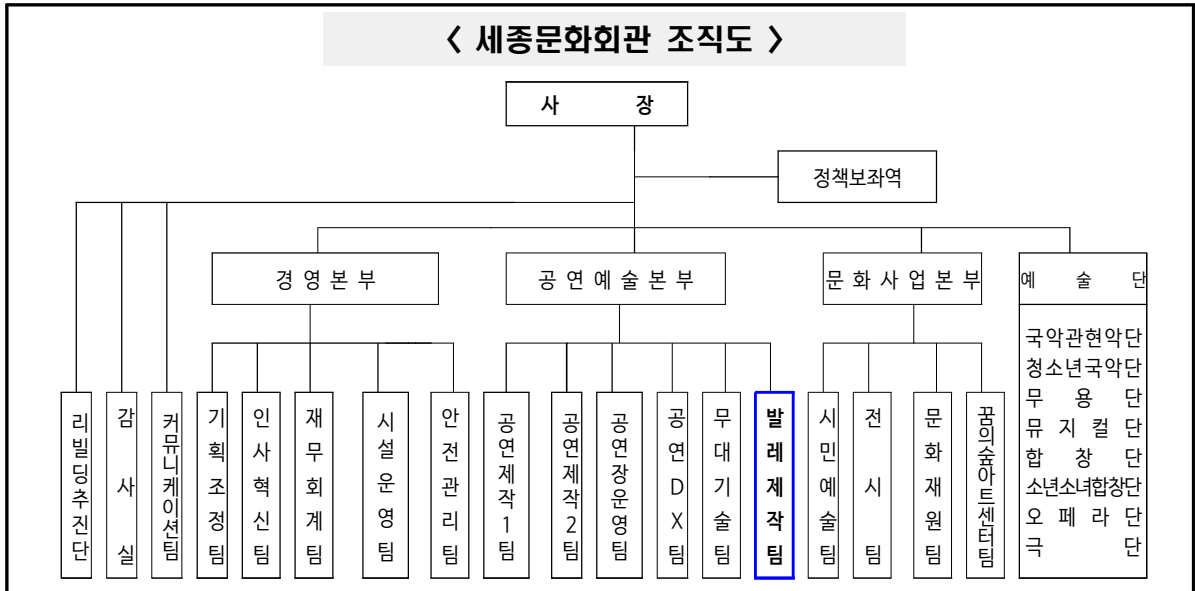 〈 세종문화회관 조직도 〉
사 장
정책보좌역
경 영 본 부
공 연 예 술 본 부
문 화 사 업 본 부
예 술 단
국악관현악단
청소년국악단
무 용 단
뮤 지 컬 단
합 창 단
소년소녀합창단
오 페 라 단
극 단
리빌딩추진단
감 사 실
커뮤니케이션팀
기획조정팀
인사혁신팀
재무회계팀
시설운영팀
안전관리팀
공연제작1팀
공연제작2팀
공연장운영팀
공연DX팀
무대기술팀
발레제작팀
시민예술팀
전 시 팀
문화재원팀
꿈의숲아트센터팀